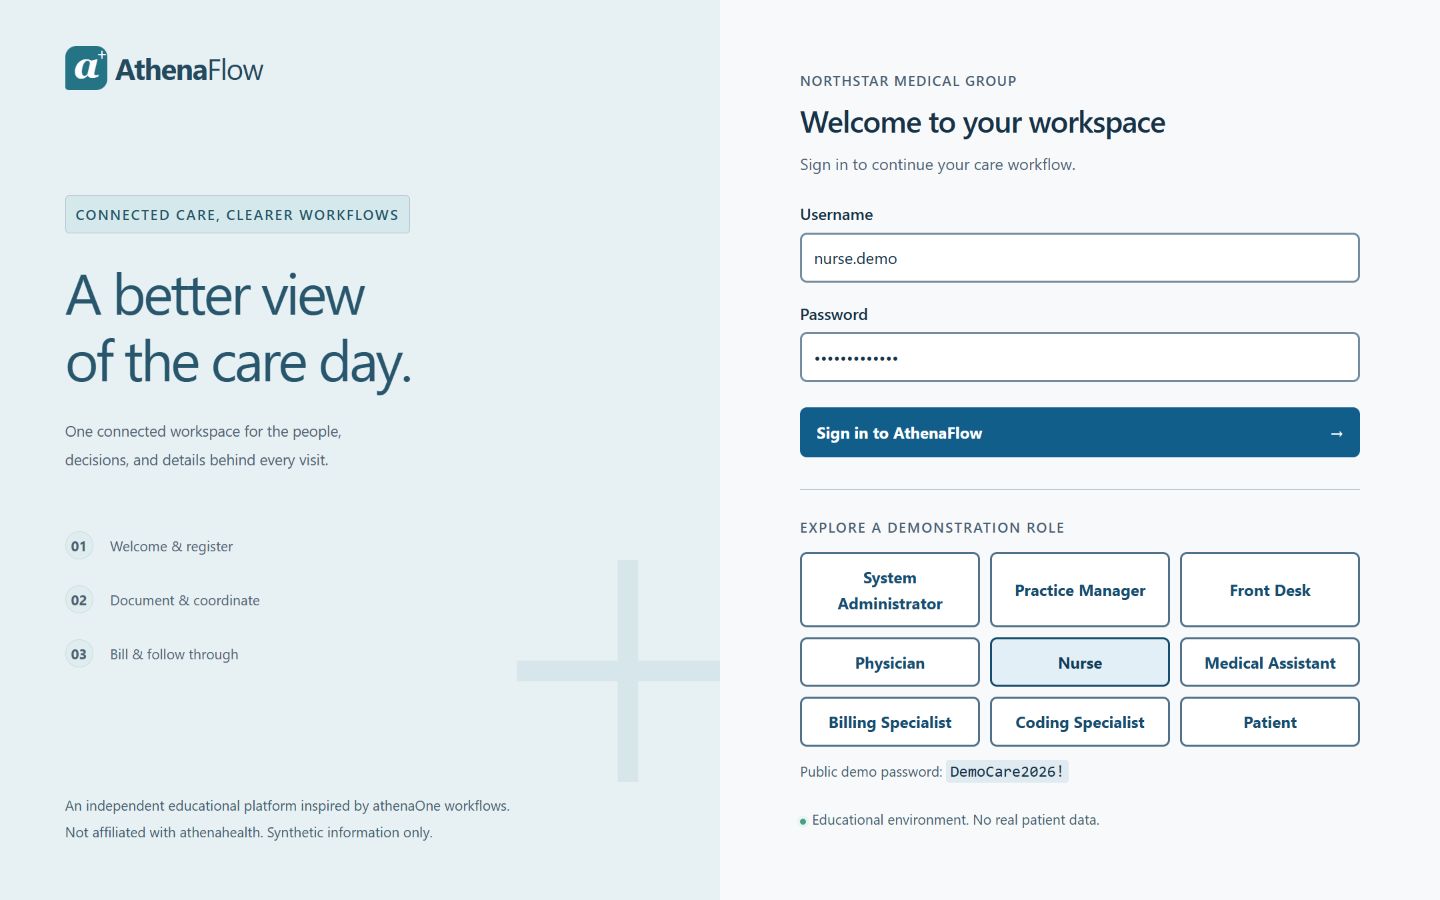 a+ AthenaFlow
CONNECTED CARE, CLEARER WORKFLOWS
A better view
of the care day.
One connected workspace for the people,
decisions, and details behind every visit.
01 Welcome & register
02 Document & coordinate
03 Bill & follow through
An independent educational platform inspired by athenaOne workflows.
Not affiliated with athenahealth. Synthetic information only.
NORTHSTAR MEDICAL GROUP
Welcome to your workspace
Sign in to continue your care workflow.
Username
nurse.demo
Password
•••••••••••••
Sign in to AthenaFlow →
EXPLORE A DEMONSTRATION ROLE
System
Administrator
Practice Manager
Front Desk
Physician
Nurse
Medical Assistant
Billing Specialist
Coding Specialist
Patient
Public demo password: DemoCare2026!
Educational environment. No real patient data.